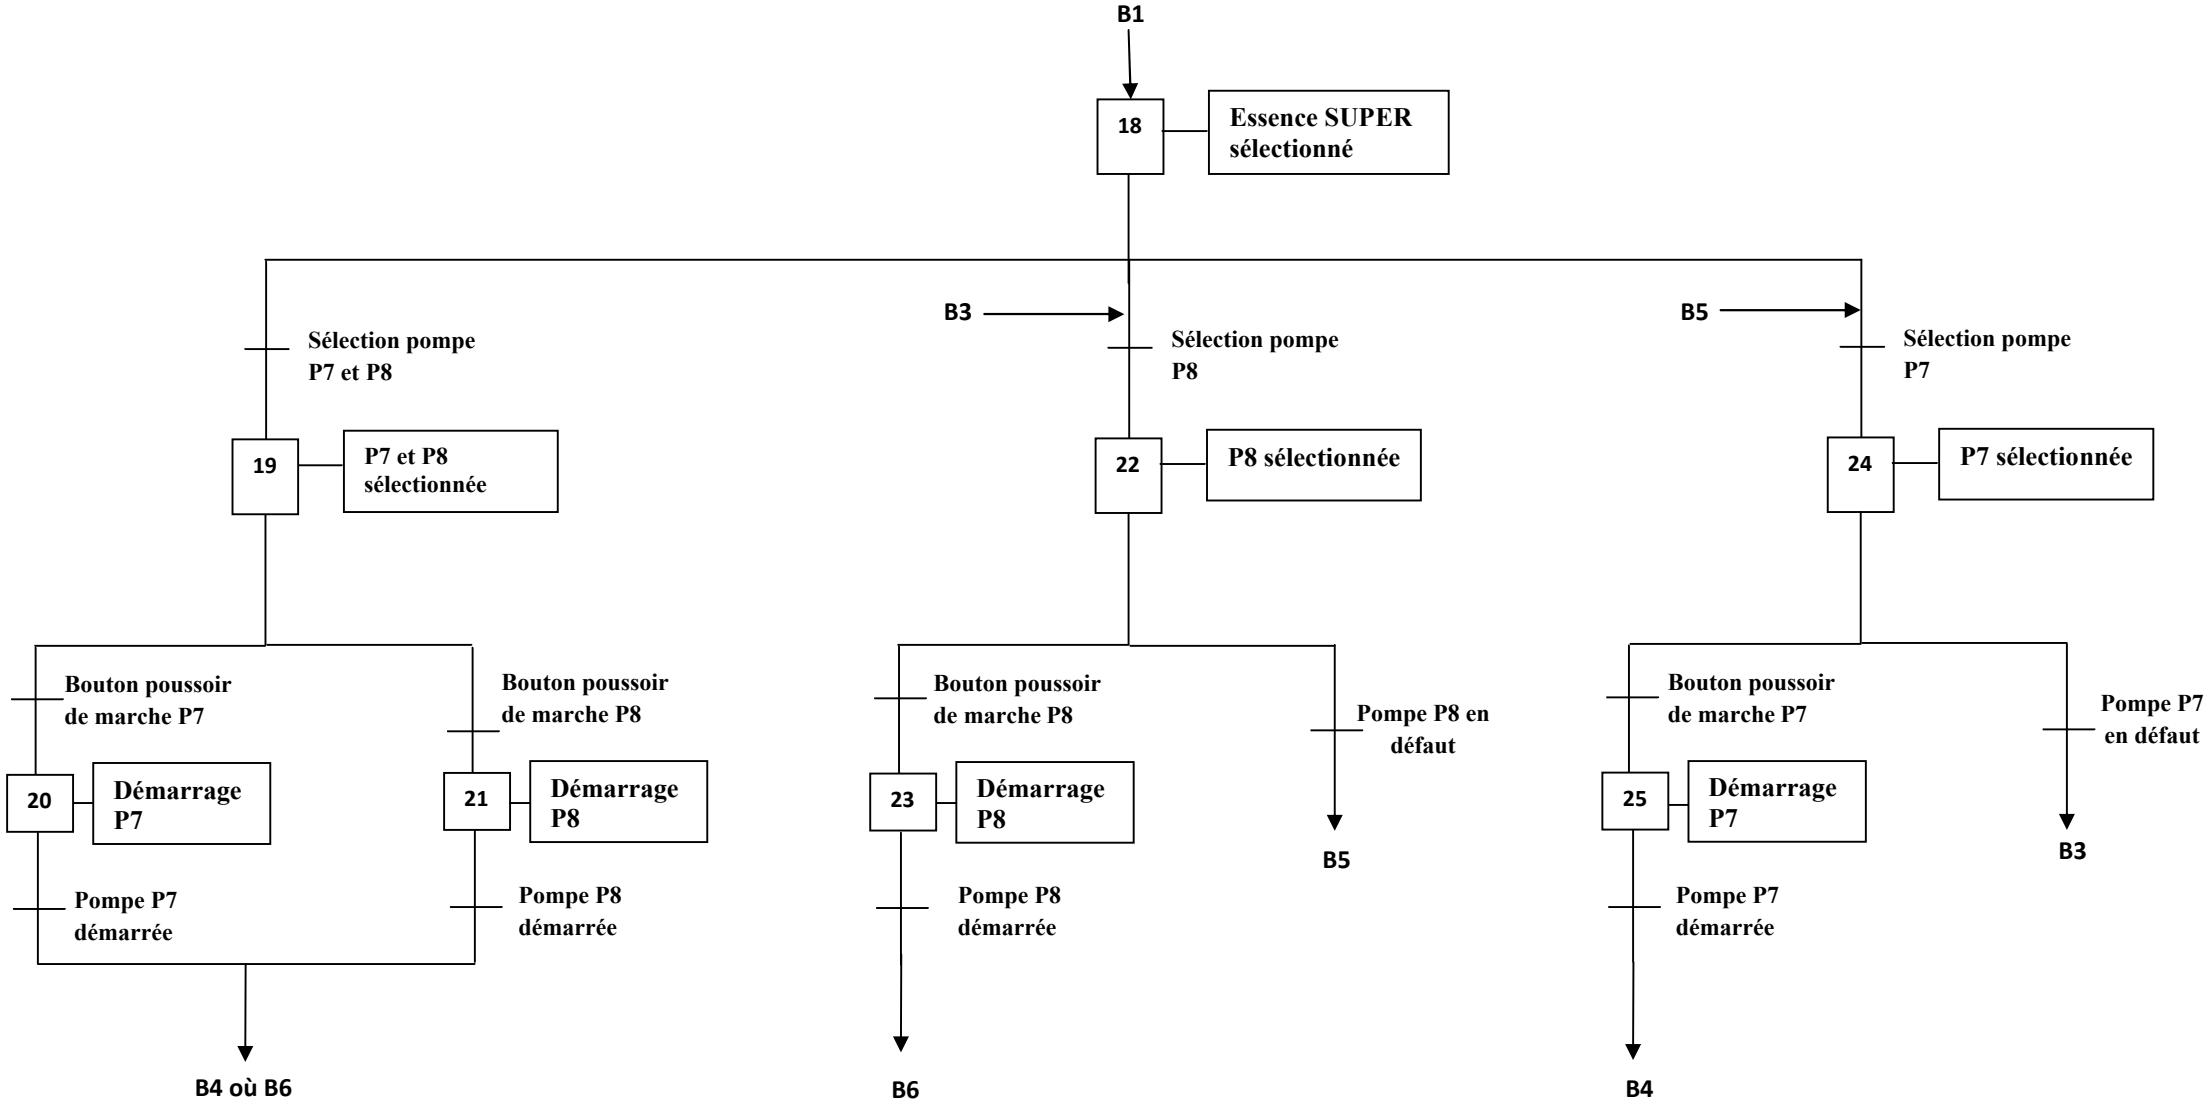 B1
18
Essence SUPER
sélectionné
B3
B5
Sélection pompe
P7 et P8
Sélection pompe
P8
Sélection pompe
P7
19
P7 et P8
sélectionnée
22
P8 sélectionnée
24
P7 sélectionnée
Bouton poussoir
de marche P7
Bouton poussoir
de marche P8
Bouton poussoir
de marche P8
Pompe P8 en
défaut
Bouton poussoir
de marche P7
Pompe P7
en défaut
20
Démarrage
P7
21
Démarrage
P8
23
Démarrage
P8
B5
25
Démarrage
P7
B3
Pompe P7
démarrée
Pompe P8
démarrée
Pompe P8
démarrée
Pompe P7
démarrée
B4 où B6
B6
B4